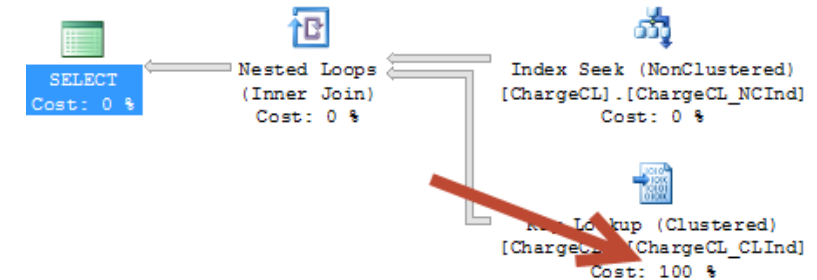 SELECT
Cost: 0 %
Nested Loops
(Inner Join)
Cost: 0 %
Index Seek (NonClustered)
[ChargeCL].[ChargeCL_NCInd]
Cost: 0 %
Lookup (Clustered)
[ChargeCL_CLInd]
Cost: 100 %